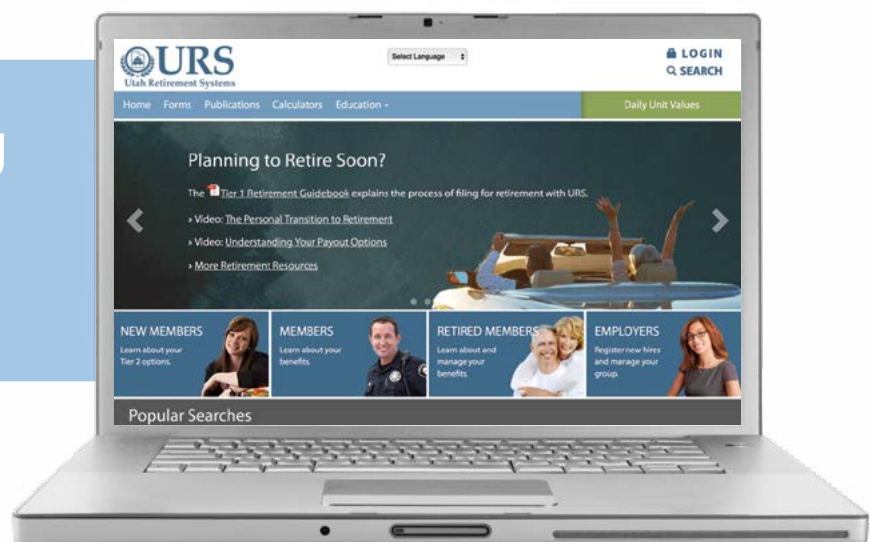 URS
Utah Retirement Systems
Select Language
LOGIN
SEARCH
Home Forms Publications Calculators Education
Daily Unit Values
Planning to Retire Soon?
The Tier 1 Retirement Guidebook explains the process of filing for retirement with URS.
› Video: The Personal Transition to Retirement
› Video: Understanding Your Payout Options
› More Retirement Resources
NEW MEMBERS
Learn about your
Tier 2 options.
MEMBERS
Learn about your
benefits.
RETIRED MEMBERS
Learn about and
manage your
benefits.
EMPLOYERS
Register new hires
and manage your
group.
Popular Searches